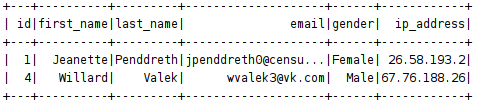 +---+----------+---------+--------------------+------+-------------+
| id|first_name|last_name|               email|gender|   ip_address|
+---+----------+---------+--------------------+------+-------------+
|  1|  Jeanette|Penddreth|jpenddreth0@censu...|Female|  26.58.193.2|
|  4|   Willard|    Valek|      wvalek3@vk.com|  Male|67.76.188.26|
+---+----------+---------+--------------------+------+-------------+